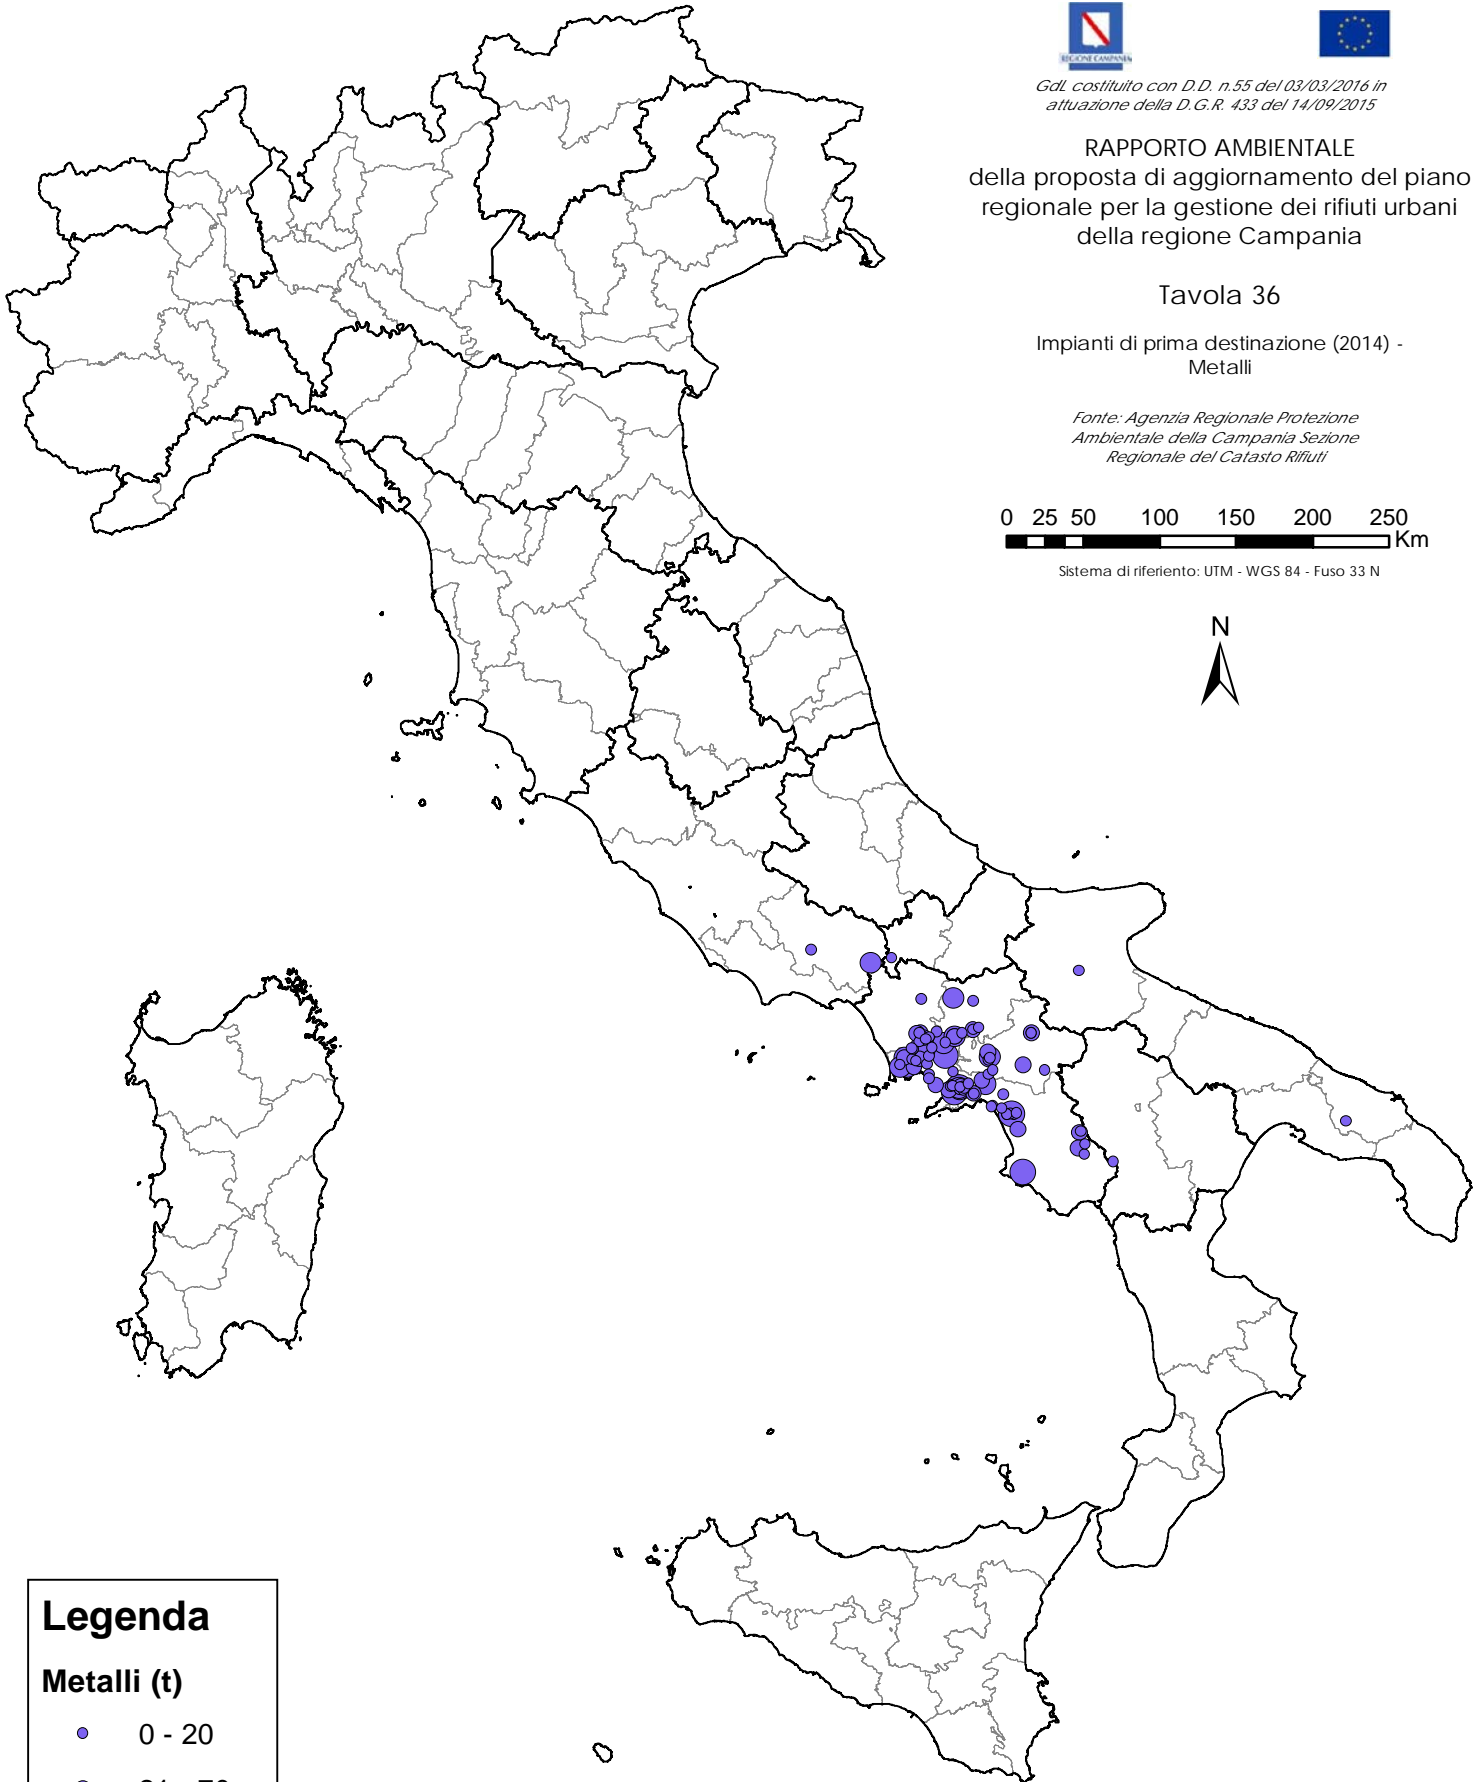 REGIONE CAMPANIA
GdL costituito con D.D. n.55 del 03/03/2016 in
attuazione della D.G.R. 433 del 14/09/2015
RAPPORTO AMBIENTALE
della proposta di aggiornamento del piano
regionale per la gestione dei rifiuti urbani
della regione Campania
Tavola 36
Impianti di prima destinazione (2014) -
Metalli
Fonte: Agenzia Regionale Protezione
Ambientale della Campania Sezione
Regionale del Catasto Rifiuti
0 25 50 100 150 200 250
Km
Sistema di riferiento: UTM - WGS 84 - Fuso 33 N
N
Legenda
Metalli (t)
0 - 20